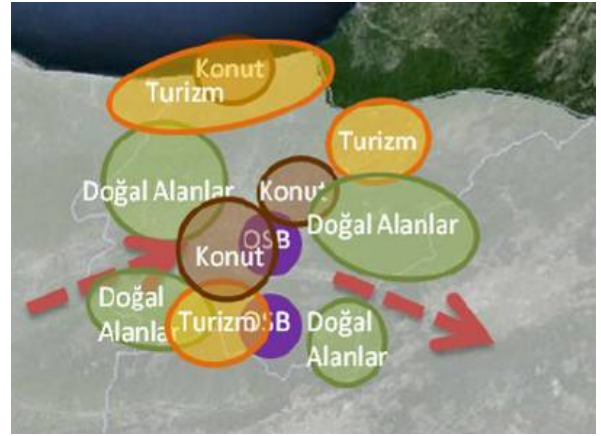 Konut
Turizm
Turizm
Doğal Alanlar
Konut
Doğal Alanlar
OSB
Konut
Doğal
Alanlar
Turizm
OSB
Doğal
Alanlar